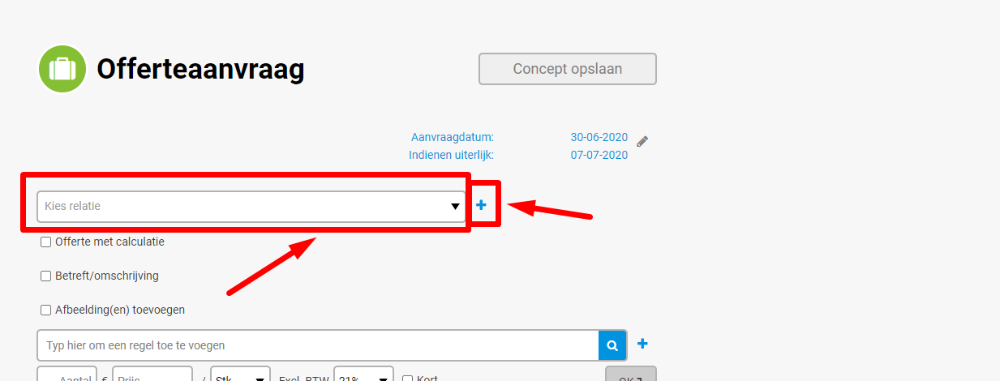 Offerteaanvraag
Concept opslaan
Aanvraagdatum: 30-06-2020
Indienen uiterlijk: 07-07-2020
Kies relatie
Offerte met calculatie
Betreft/omschrijving
Afbeelding(en) toevoegen
Typ hier om een regel toe te voegen
Aantal € Prijs / Stk Excl. BTW 21% Kort OK